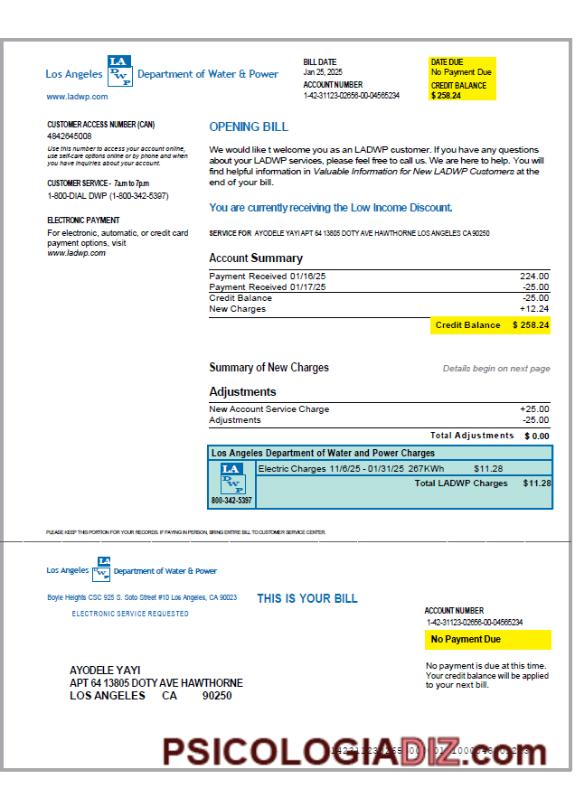 LA
DWP
Los Angeles Department of Water & Power
www.ladwp.com
BILL DATE
Jan 25, 2025
ACCOUNT NUMBER
1-42-31123-02656-00-04565234
DATE DUE
No Payment Due
CREDIT BALANCE
$ 258.24
CUSTOMER ACCESS NUMBER (CAN)
4842645008
Use this number to access your account online,
use self-care options online or by phone and when
you have inquiries about your account.
CUSTOMER SERVICE - 7a.m to 7p.m
1-800-DIAL DWP (1-800-342-5397)
ELECTRONIC PAYMENT
For electronic, automatic, or credit card
payment options, visit
www.ladwp.com
OPENING BILL
We would like t welcome you as an LADWP customer. If you have any questions
about your LADWP services, please feel free to call us. We are here to help. You will
find helpful information in Valuable Information for New LADWP Customers at the
end of your bill.
You are currently receiving the Low Income Discount.
SERVICE FOR AYODELE YAYI APT 64 13805 DOTY AVE HAWTHORNE LOS ANGELES CA 90250
Account Summary
Payment Received 01/16/25 224.00
Payment Received 01/17/25 -25.00
Credit Balance -25.00
New Charges +12.24
Credit Balance $ 258.24
Summary of New Charges Details begin on next page
Adjustments
New Account Service Charge +25.00
Adjustments -25.00
Total Adjustments $ 0.00
Los Angeles Department of Water and Power Charges
LA
DWP
800-342-5397
Electric Charges 11/6/25 - 01/31/25 267KWh $11.28
Total LADWP Charges $11.28
PLEASE KEEP THIS PORTION FOR YOUR RECORDS. IF PAYING IN PERSON, BRING ENTIRE BILL TO CUSTOMER SERVICE CENTER.
Los Angeles LA DWP Department of Water & Power
Boyle Heights CSC 925 S. Soto Street #10 Los Angeles, CA 90023
ELECTRONIC SERVICE REQUESTED
THIS IS YOUR BILL
ACCOUNT NUMBER
1-42-31123-02656-00-04565234
No Payment Due
No payment is due at this time.
Your credit balance will be applied
to your next bill.
AYODELE YAYI
APT 64 13805 DOTY AVE HAWTHORNE
LOS ANGELES CA 90250
PSICOLOGIADIZ.com